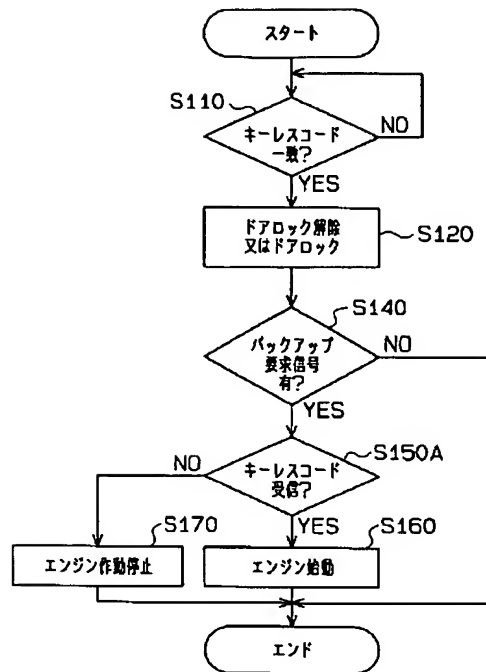 スタート
S110
キーレスコード
一致?
NO
YES
ドアロック解除
又はドアロック
S120
S140
バックアップ
要求信号
有?
NO
YES
S150A
キーレスコード
受信?
NO
YES
S170
エンジン作動停止
S160
エンジン始動
エンド